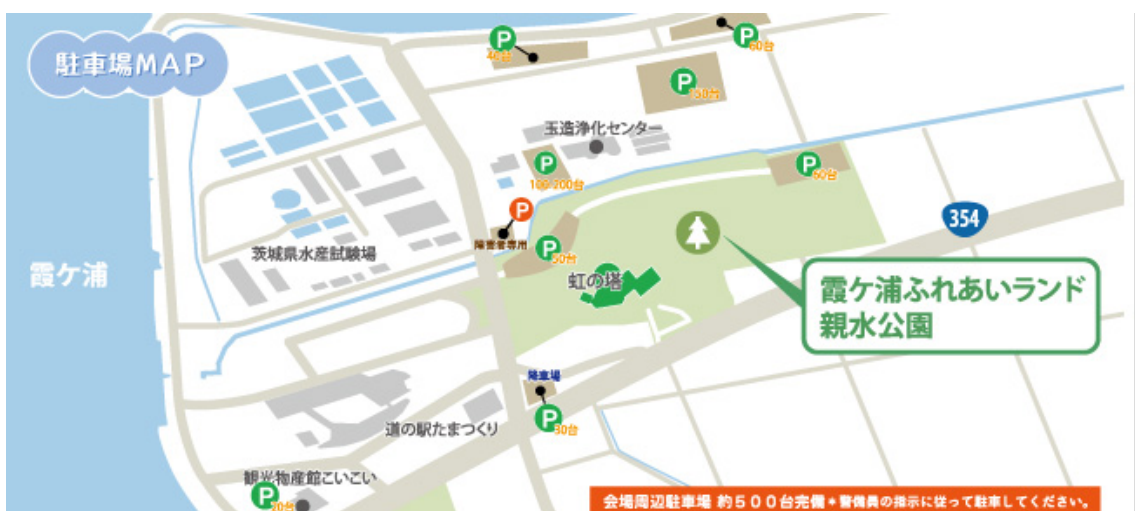 駐車場MAP
P
40台
P
60台
P
150台
玉造浄化センター
P
100-200台
P
60台
P
障害者専用
354
茨城県水産試験場
P
50台
霞ケ浦
虹の塔
霞ケ浦ふれあいランド
親水公園
降車場
P
30台
道の駅たまつくり
観光物産館こいこい
P
20台
会場周辺駐車場 約500台完備*警備員の指示に従って駐車してください。